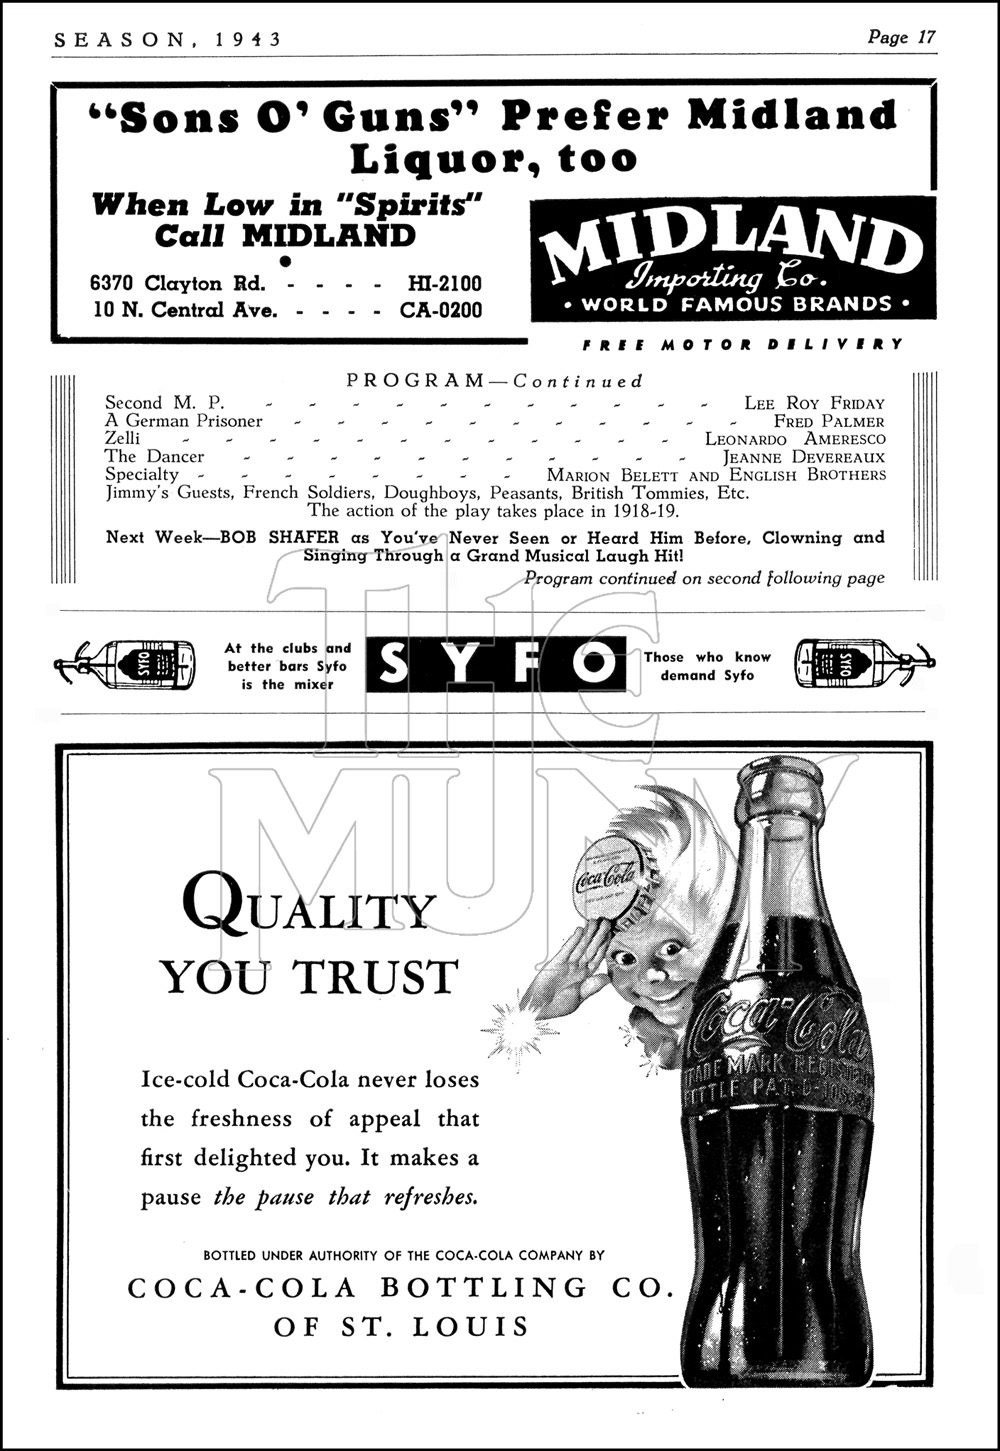 SEASON, 1943
Page 17
“Sons O’ Guns” Prefer Midland
Liquor, too
When Low in "Spirits"
Call MIDLAND
6370 Clayton Rd. - - - - HI-2100
10 N. Central Ave. - - - - CA-0200
MIDLAND
Importing Co.
• WORLD FAMOUS BRANDS •
FREE MOTOR DELIVERY
PROGRAM—Continued
Second M. P. - - - - - - - - - - - LEE ROY FRIDAY
A German Prisoner - - - - - - - - - - - FRED PALMER
Zelli - - - - - - - - - - - - LEONARDO AMERESCO
The Dancer - - - - - - - - - - - JEANNE DEVEREAUX
Specialty - - - - - - - - MARION BELETT AND ENGLISH BROTHERS
Jimmy's Guests, French Soldiers, Doughboys, Peasants, British Tommies, Etc.
The action of the play takes place in 1918-19.
Next Week—BOB SHAFER as You've Never Seen or Heard Him Before, Clowning and
Singing Through a Grand Musical Laugh Hit!
Program continued on second following page
SYFO
At the clubs and
better bars Syfo
is the mixer
SYFO
Those who know
demand Syfo
SYFO
THE
MUNY
Coca-Cola
QUALITY
YOU TRUST
Coca-Cola
TRADE MARK REGISTERED
BOTTLE PAT. D-105529
Ice-cold Coca-Cola never loses
the freshness of appeal that
first delighted you. It makes a
pause the pause that refreshes.
BOTTLED UNDER AUTHORITY OF THE COCA-COLA COMPANY BY
COCA-COLA BOTTLING CO.
OF ST. LOUIS